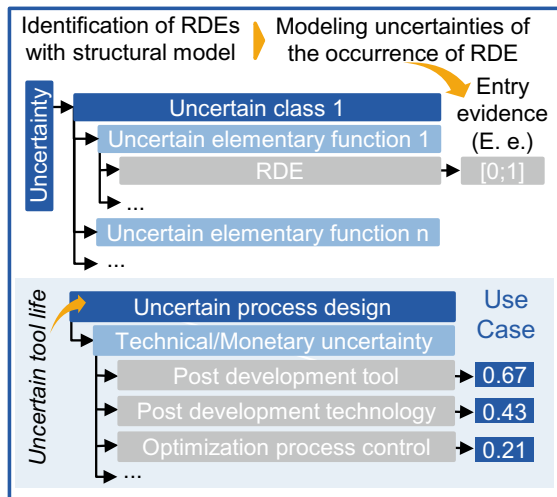 Identification of RDEs
with structural model
Modeling uncertainties of
the occurrence of RDE
Entry
evidence
(E. e.)
Uncertainty
Uncertain class 1
Uncertain elementary function 1
RDE
[0;1]
...
Uncertain elementary function n
...
Uncertain tool life
Uncertain process design
Use
Case
Technical/Monetary uncertainty
Post development tool
0.67
Post development technology
0.43
Optimization process control
0.21
...